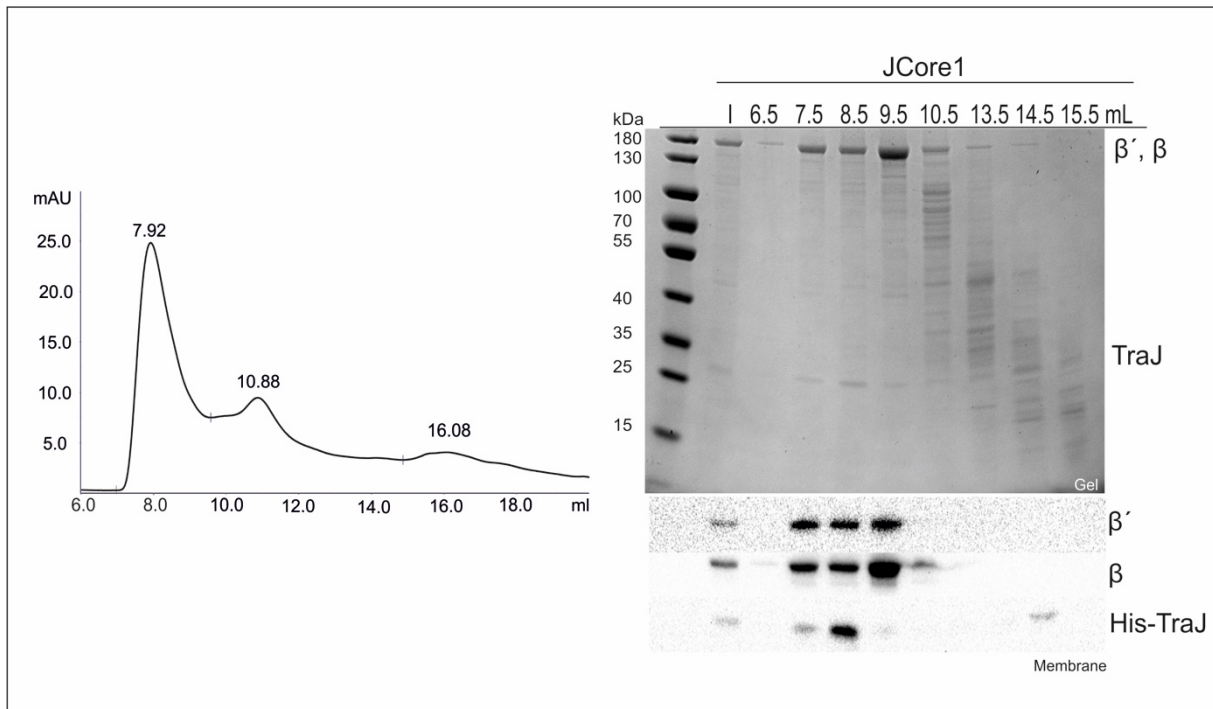 mAU
25.0
20.0
15.0
10.0
5.0
7.92
10.88
16.08
6.0 8.0 10.0 12.0 14.0 16.0 18.0 ml
JCore1
kDa I 6.5 7.5 8.5 9.5 10.5 13.5 14.5 15.5 mL
180
130
100
70
55
40
35
25
15
β´, β
TraJ
Gel
β´
β
His-TraJ
Membrane